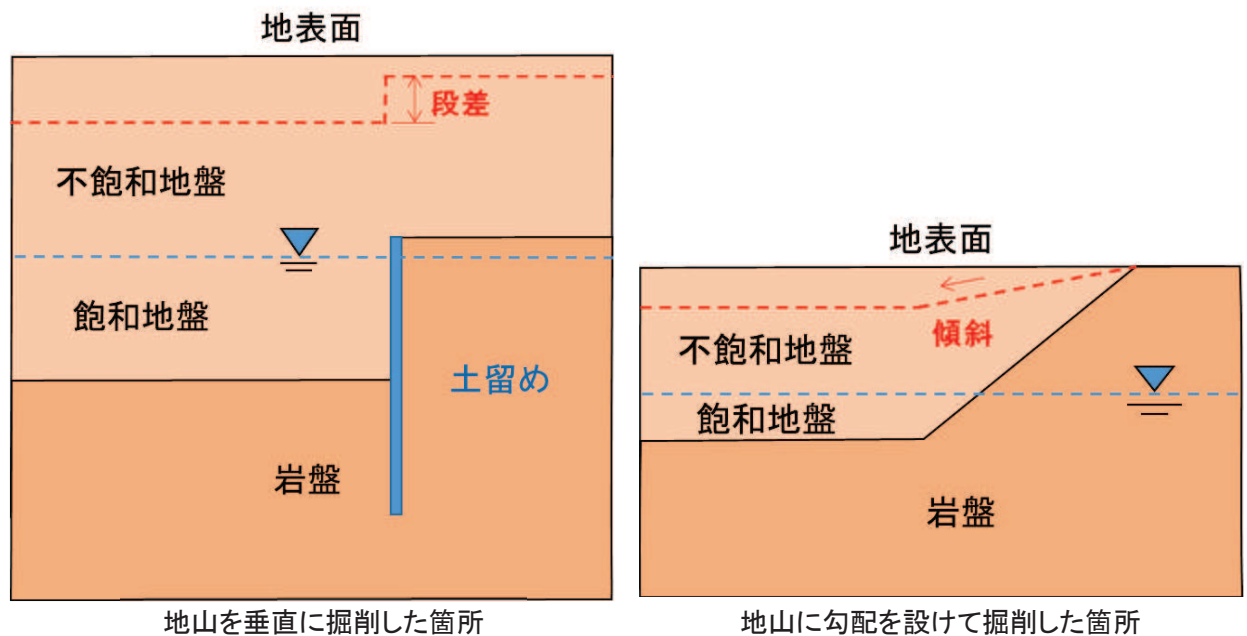 地表面
段差
不飽和地盤
飽和地盤
土留め
岩盤
地山を垂直に掘削した箇所
地表面
傾斜
不飽和地盤
飽和地盤
岩盤
地山に勾配を設けて掘削した箇所